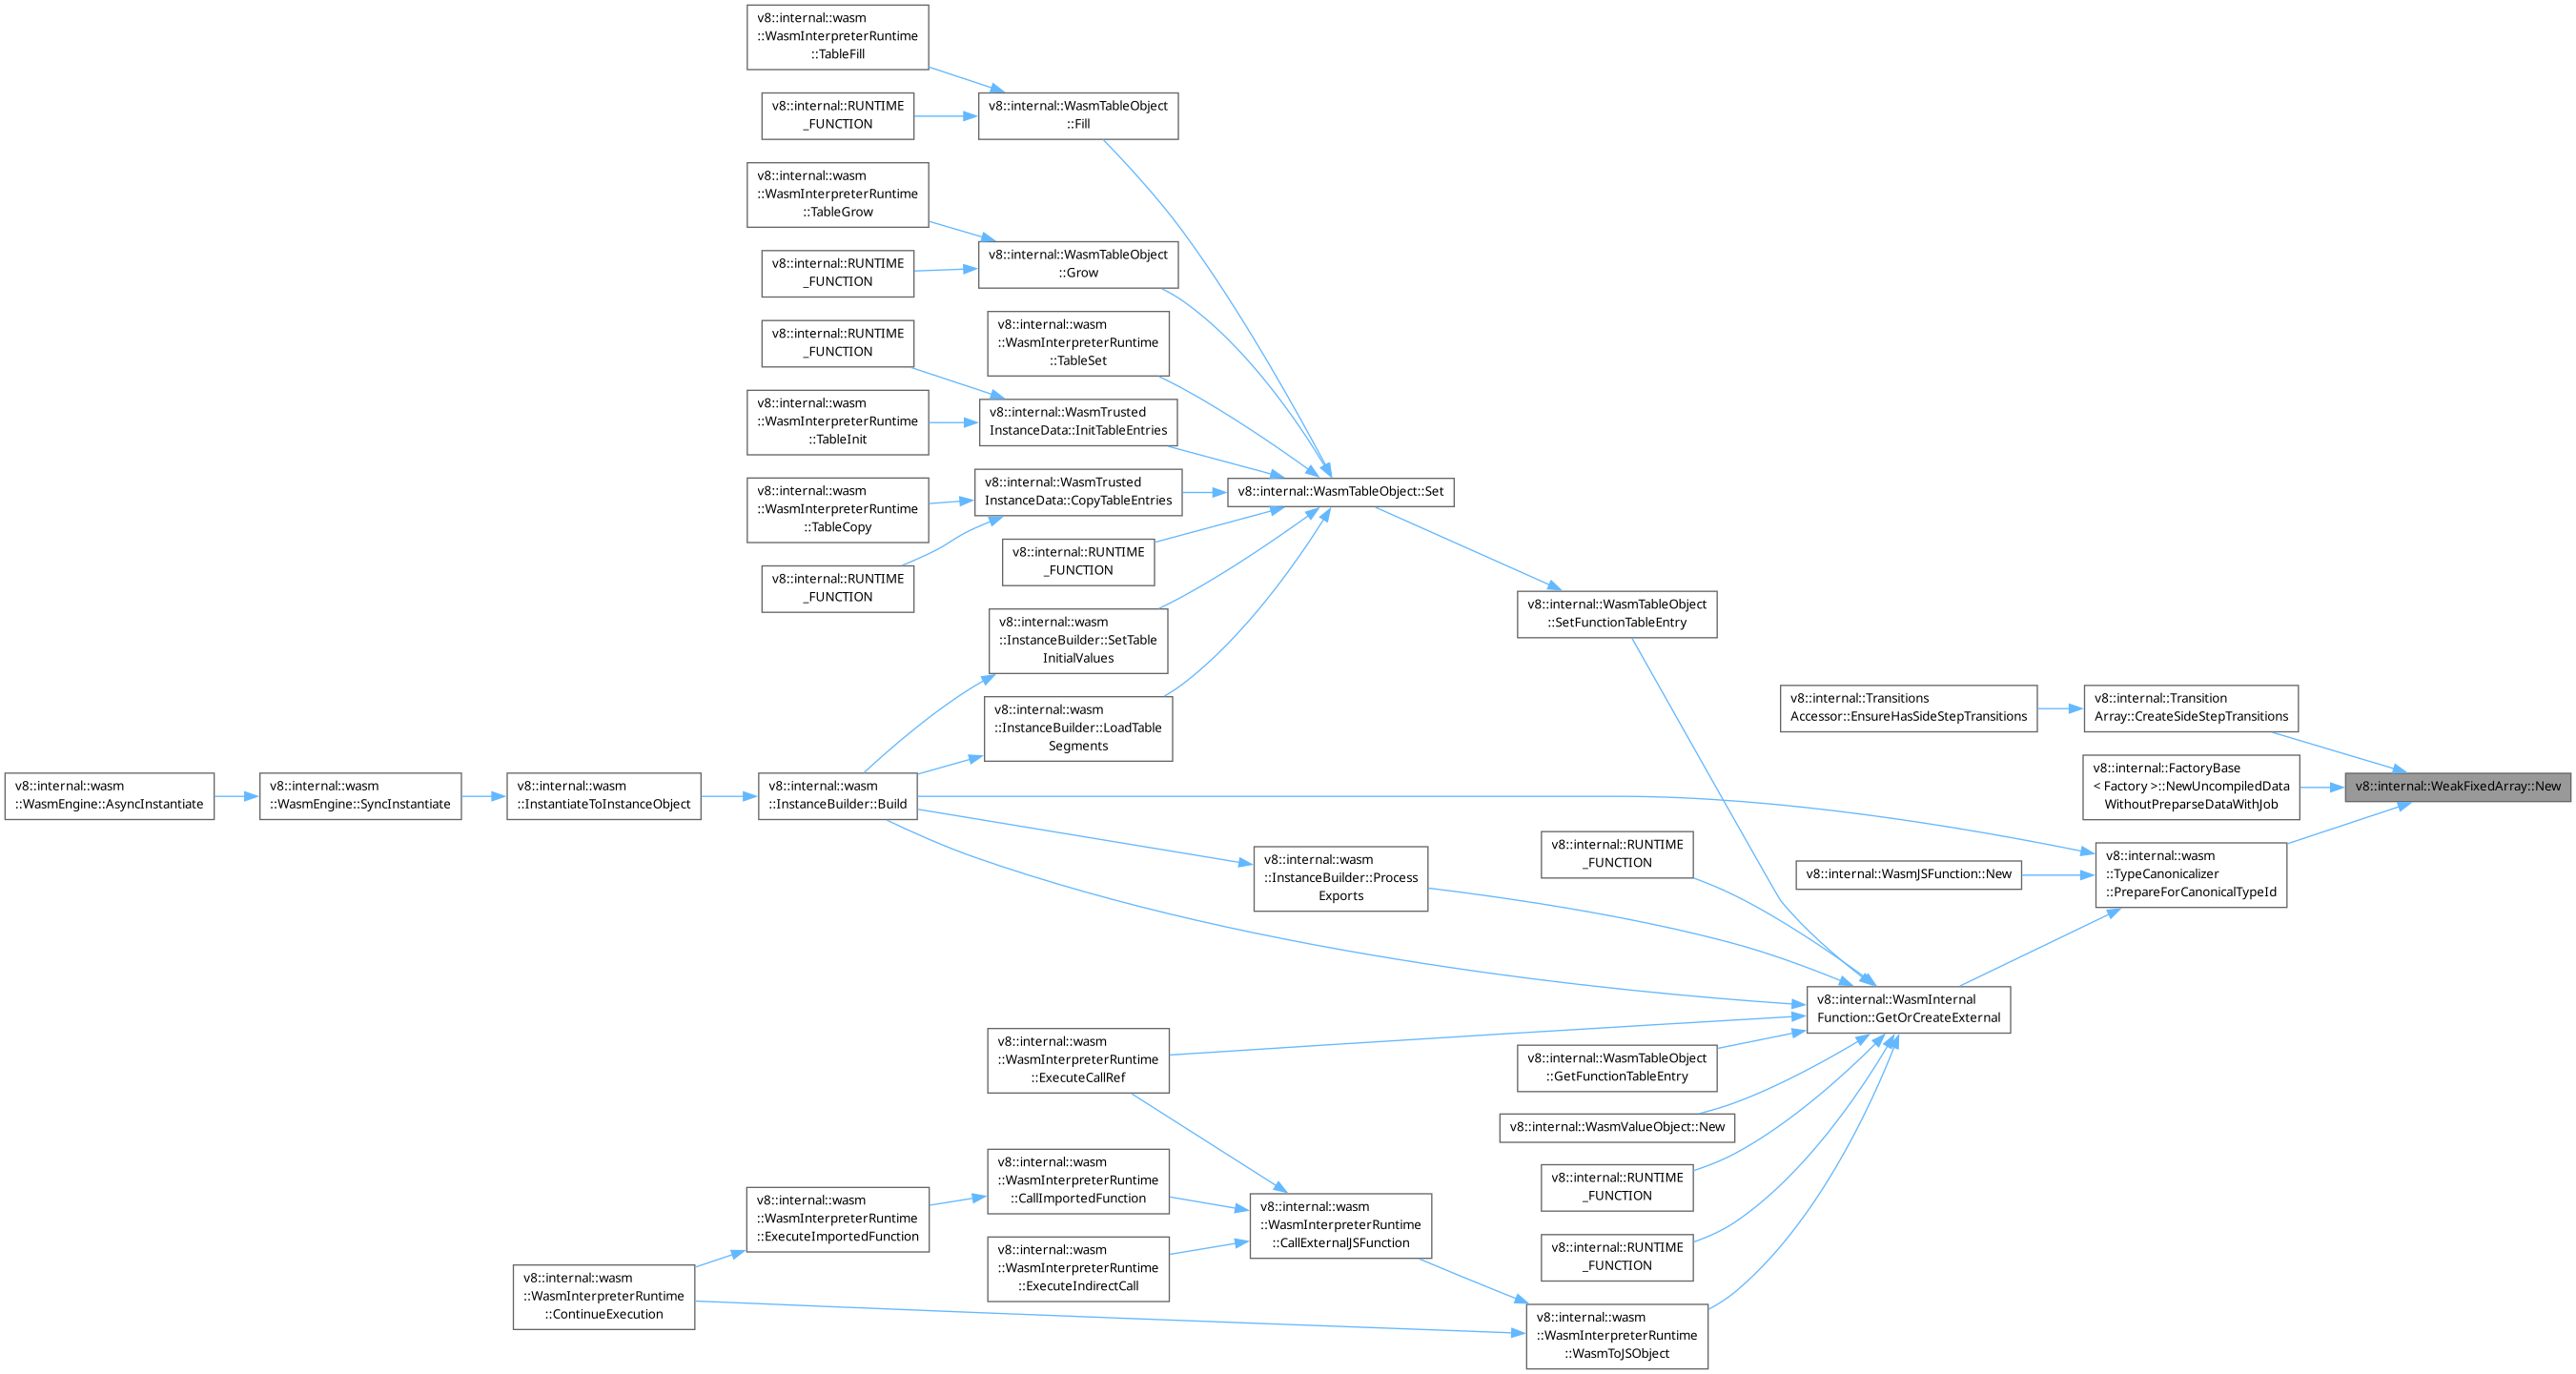 v8::internal::wasm
::WasmInterpreterRuntime
::TableFill
v8::internal::RUNTIME
_FUNCTION
v8::internal::WasmTableObject
::Fill
v8::internal::wasm
::WasmInterpreterRuntime
::TableGrow
v8::internal::RUNTIME
_FUNCTION
v8::internal::WasmTableObject
::Grow
v8::internal::wasm
::WasmInterpreterRuntime
::TableSet
v8::internal::RUNTIME
_FUNCTION
v8::internal::wasm
::WasmInterpreterRuntime
::TableInit
v8::internal::WasmTrusted
InstanceData::InitTableEntries
v8::internal::wasm
::WasmInterpreterRuntime
::TableCopy
v8::internal::RUNTIME
_FUNCTION
v8::internal::WasmTrusted
InstanceData::CopyTableEntries
v8::internal::WasmTableObject::Set
v8::internal::RUNTIME
_FUNCTION
v8::internal::wasm
::InstanceBuilder::SetTable
InitialValues
v8::internal::WasmTableObject
::SetFunctionTableEntry
v8::internal::wasm
::InstanceBuilder::LoadTable
Segments
v8::internal::Transitions
Accessor::EnsureHasSideStepTransitions
v8::internal::Transition
Array::CreateSideStepTransitions
v8::internal::wasm
::WasmEngine::AsyncInstantiate
v8::internal::wasm
::WasmEngine::SyncInstantiate
v8::internal::wasm
::InstantiateToInstanceObject
v8::internal::wasm
::InstanceBuilder::Build
v8::internal::FactoryBase
< Factory >::NewUncompiledData
WithoutPreparseDataWithJob
v8::internal::WeakFixedArray::New
v8::internal::wasm
::InstanceBuilder::Process
Exports
v8::internal::RUNTIME
_FUNCTION
v8::internal::WasmJSFunction::New
v8::internal::wasm
::TypeCanonicalizer
::PrepareForCanonicalTypeId
v8::internal::WasmInternal
Function::GetOrCreateExternal
v8::internal::wasm
::WasmInterpreterRuntime
::ExecuteCallRef
v8::internal::WasmTableObject
::GetFunctionTableEntry
v8::internal::WasmValueObject::New
v8::internal::RUNTIME
_FUNCTION
v8::internal::wasm
::WasmInterpreterRuntime
::CallImportedFunction
v8::internal::wasm
::WasmInterpreterRuntime
::ExecuteImportedFunction
v8::internal::wasm
::WasmInterpreterRuntime
::CallExternalJSFunction
v8::internal::wasm
::WasmInterpreterRuntime
::ExecuteIndirectCall
v8::internal::RUNTIME
_FUNCTION
v8::internal::wasm
::WasmInterpreterRuntime
::ContinueExecution
v8::internal::wasm
::WasmInterpreterRuntime
::WasmToJSObject